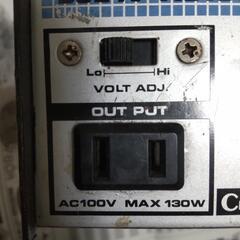 Lo Hi
VOLT ADJ.
OUT PUT
AC100V MAX 130W